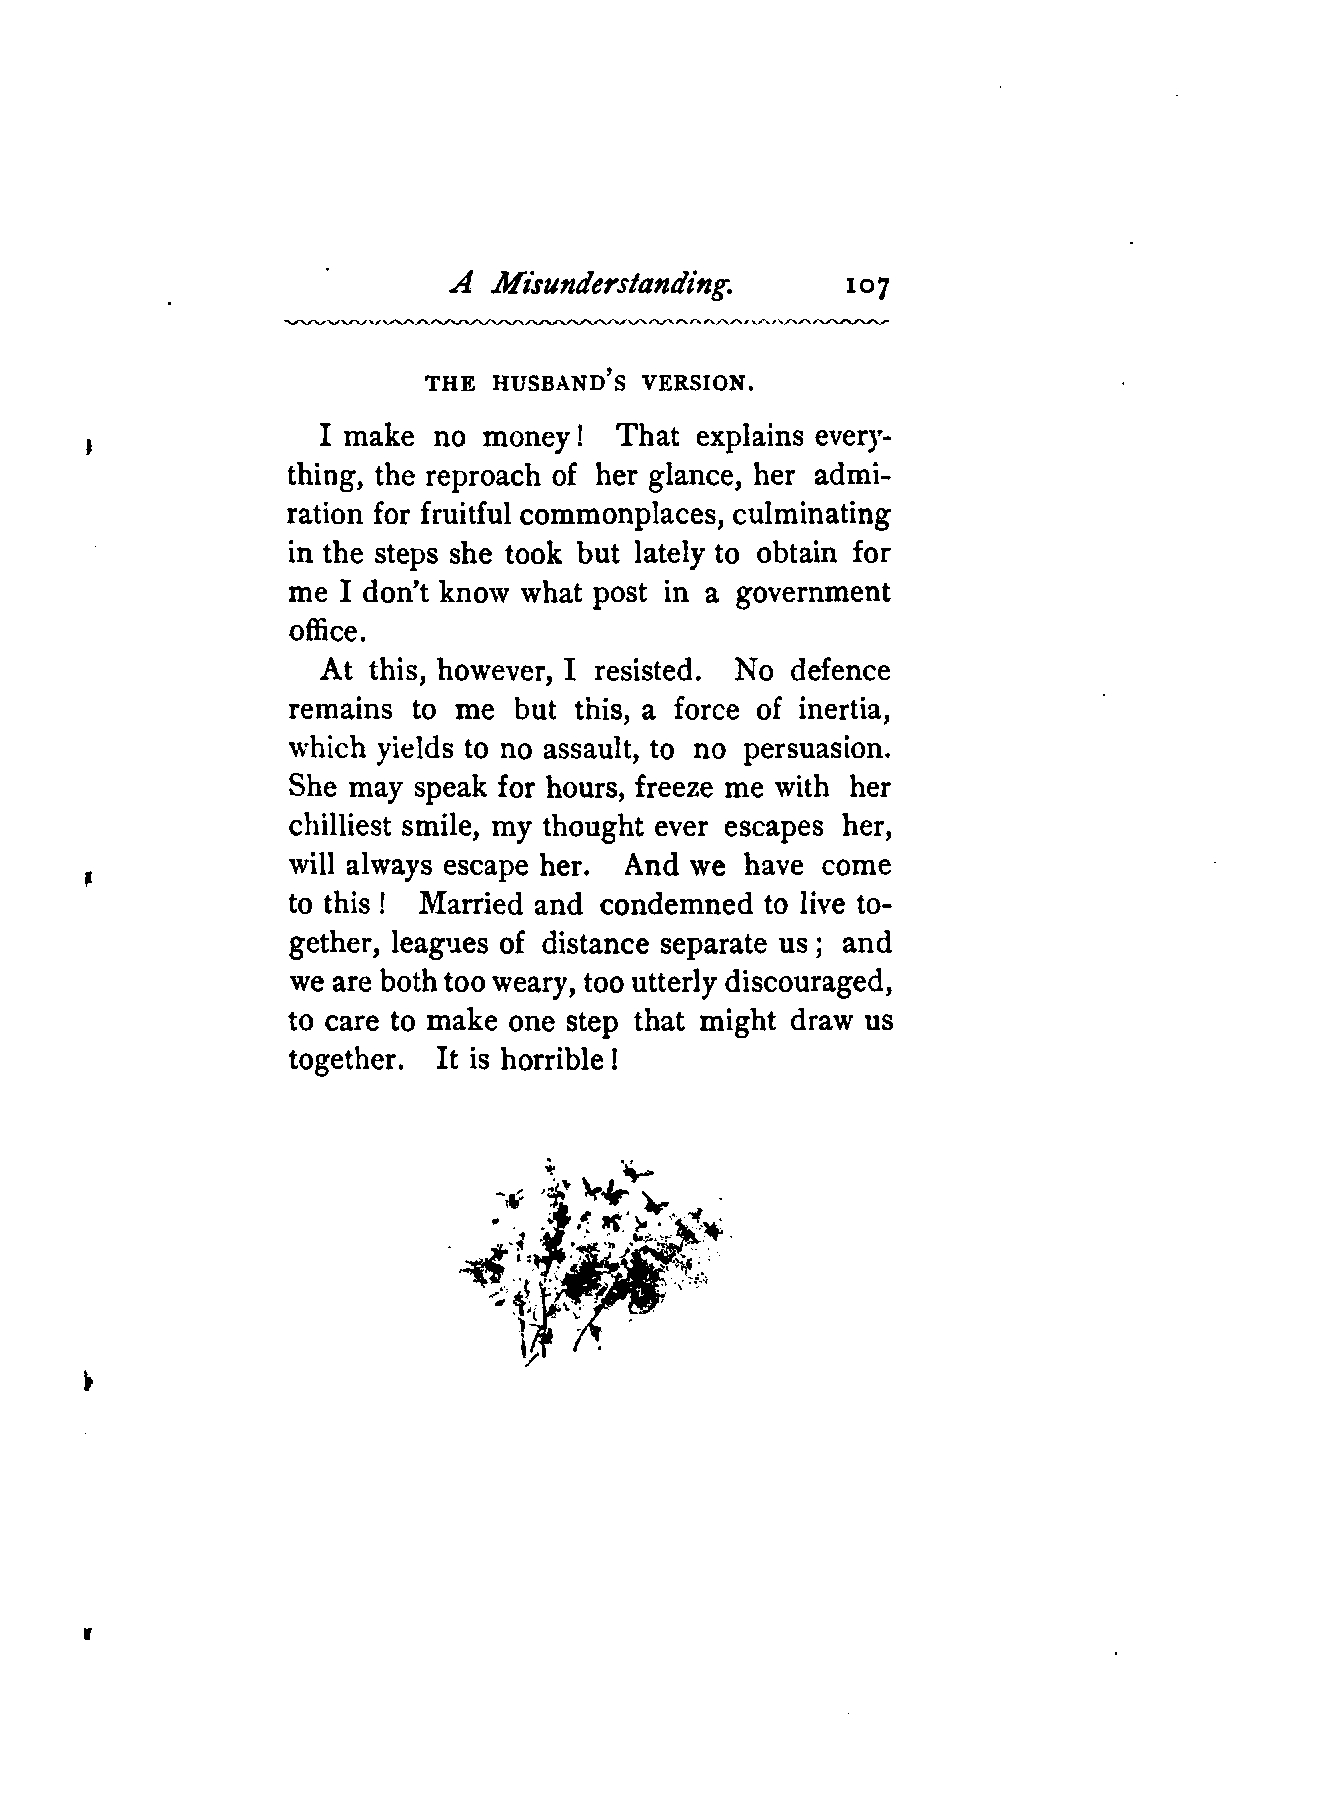 A Misunderstanding. 107
THE HUSBAND'S VERSION.
I make no money! That explains every-
thing, the reproach of her glance, her admi-
ration for fruitful commonplaces, culminating
in the steps she took but lately to obtain for
me I don't know what post in a government
office.
At this, however, I resisted. No defence
remains to me but this, a force of inertia,
which yields to no assault, to no persuasion.
She may speak for hours, freeze me with her
chilliest smile, my thought ever escapes her,
will always escape her. And we have come
to this! Married and condemned to live to-
gether, leagues of distance separate us; and
we are both too weary, too utterly discouraged,
to care to make one step that might draw us
together. It is horrible!